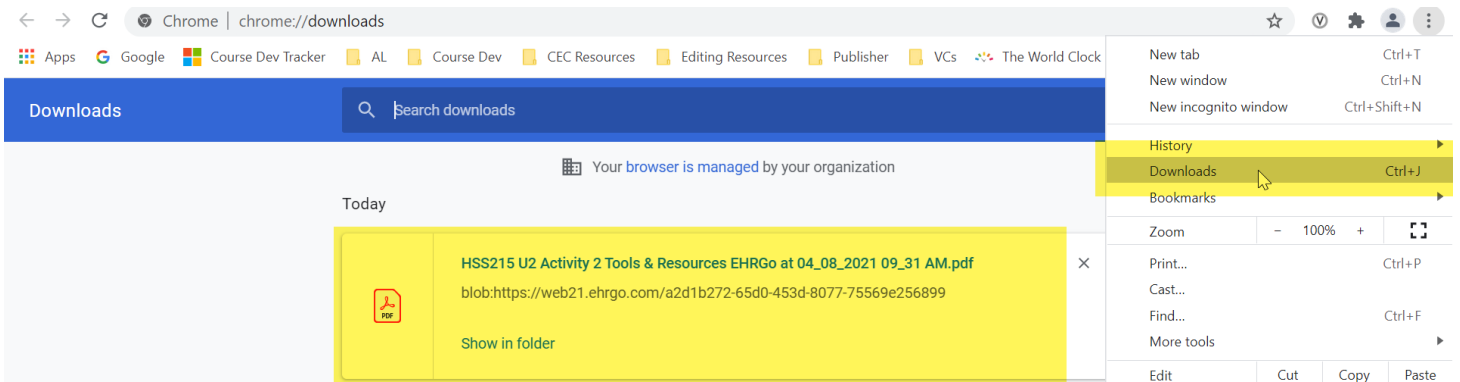 Chrome | chrome://downloads
Apps Google Course Dev Tracker AL Course Dev CEC Resources Editing Resources Publisher VCs The World Clock
Downloads
Search downloads
Your browser is managed by your organization
Today
PDF
HSS215 U2 Activity 2 Tools & Resources EHRGo at 04_08_2021 09_31 AM.pdf
blob:https://web21.ehrgo.com/a2d1b272-65d0-453d-8077-75569e256899
Show in folder
New tab Ctrl+T
New window Ctrl+N
New incognito window Ctrl+Shift+N
History
Downloads Ctrl+J
Bookmarks
Zoom - 100% +
Print... Ctrl+P
Cast...
Find... Ctrl+F
More tools
Edit Cut Copy Paste